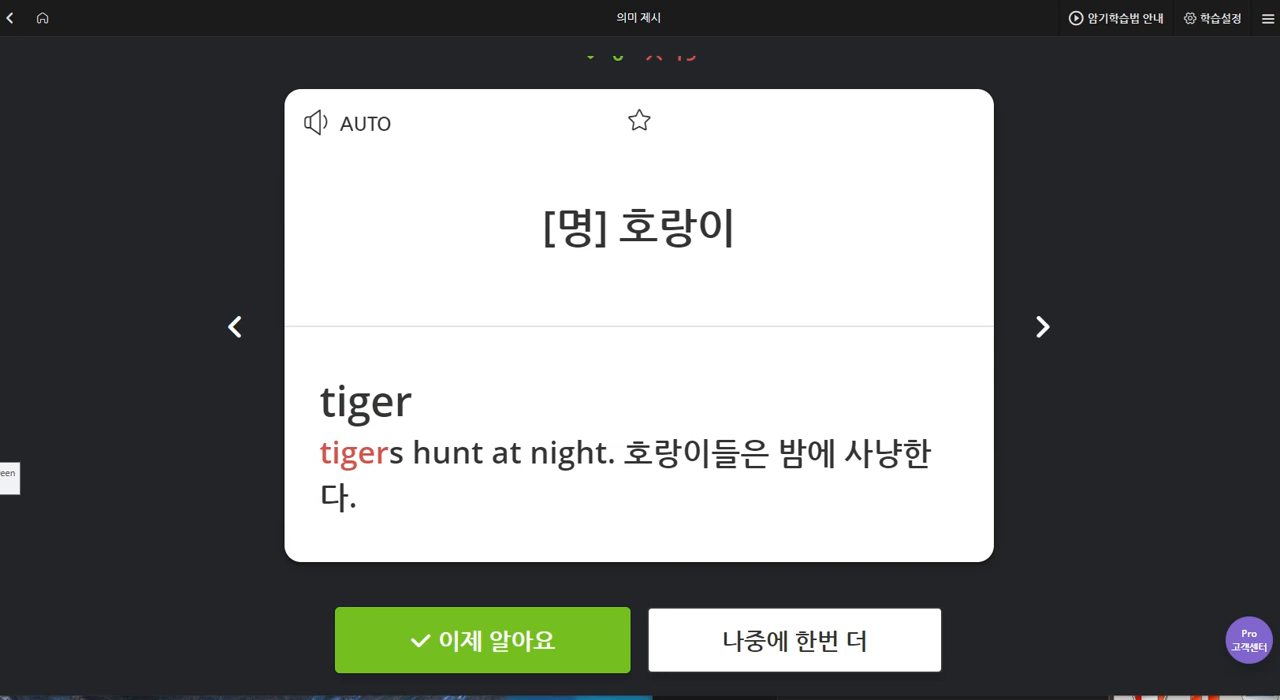 의미 제시
암기학습법 안내
학습설정
AUTO
[명] 호랑이
tiger
tigers hunt at night. 호랑이들은 밤에 사냥한
다.
een
이제 알아요
나중에 한번 더
Pro
고객센터